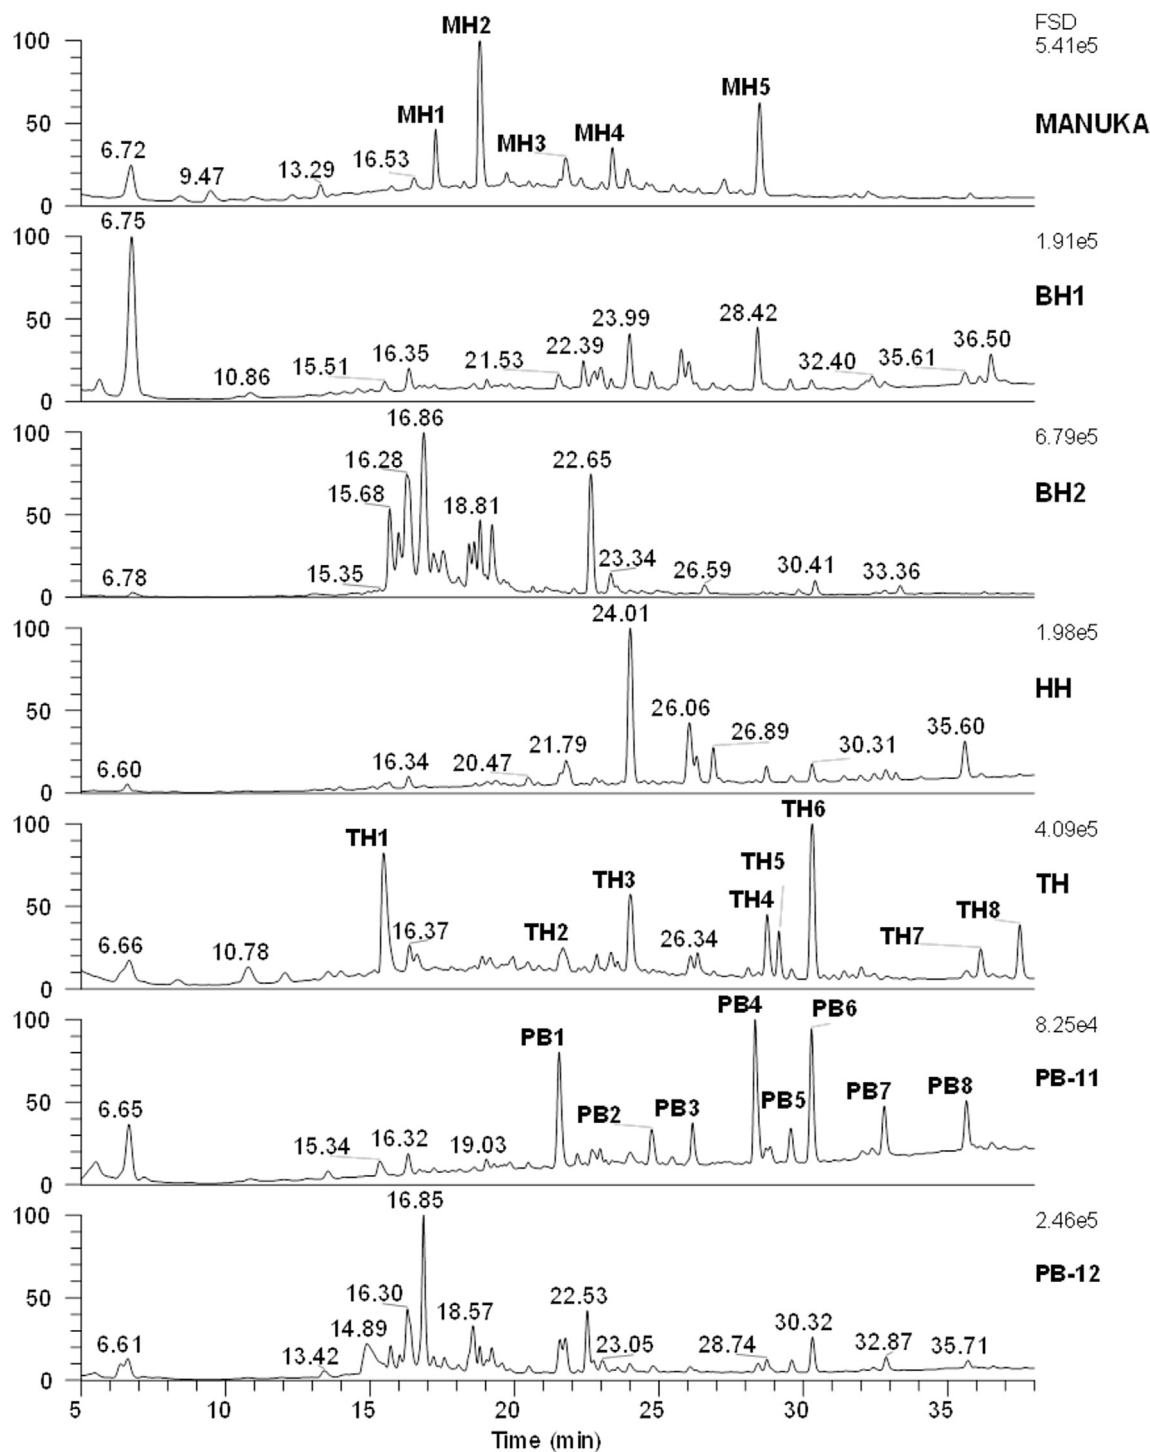 FSD
5.41e5
MANUKA
100
50
0
6.72
9.47
13.29
16.53
MH1
MH2
MH3
MH4
MH5
1.91e5
BH1
100
50
0
6.75
10.86
15.51
16.35
21.53
22.39
23.99
28.42
32.40
35.61
36.50
6.79e5
BH2
100
50
0
6.78
15.35
15.68
16.28
16.86
18.81
22.65
23.34
26.59
30.41
33.36
1.98e5
HH
100
50
0
6.60
16.34
20.47
21.79
24.01
26.06
26.89
30.31
35.60
4.09e5
TH
100
50
0
6.66
10.78
TH1
16.37
TH2
TH3
26.34
TH4
TH5
TH6
TH7
TH8
8.25e4
PB-11
100
50
0
6.65
15.34
16.32
19.03
PB1
PB2
PB3
PB4
PB5
PB6
PB7
PB8
2.46e5
PB-12
100
50
0
6.61
13.42
14.89
16.30
16.85
18.57
22.53
23.05
28.74
30.32
32.87
35.71
5 10 15 20 25 30 35
Time (min)